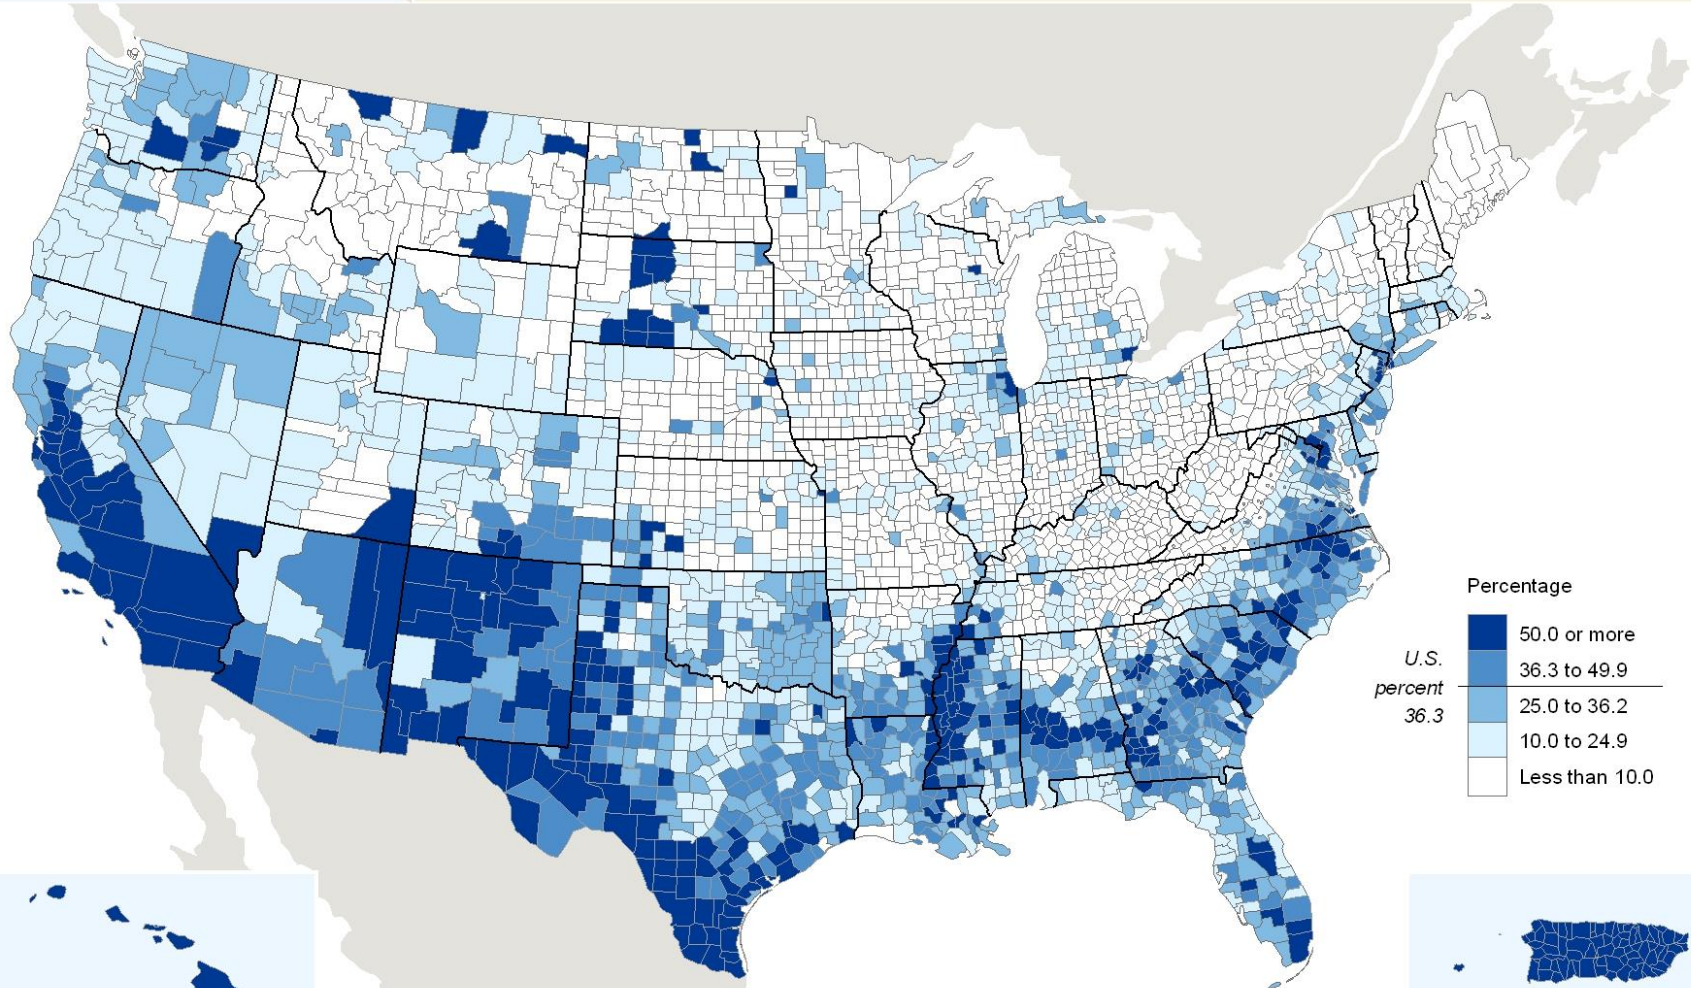 Percentage
50.0 or more
36.3 to 49.9
25.0 to 36.2
10.0 to 24.9
Less than 10.0
U.S.
percent
36.3